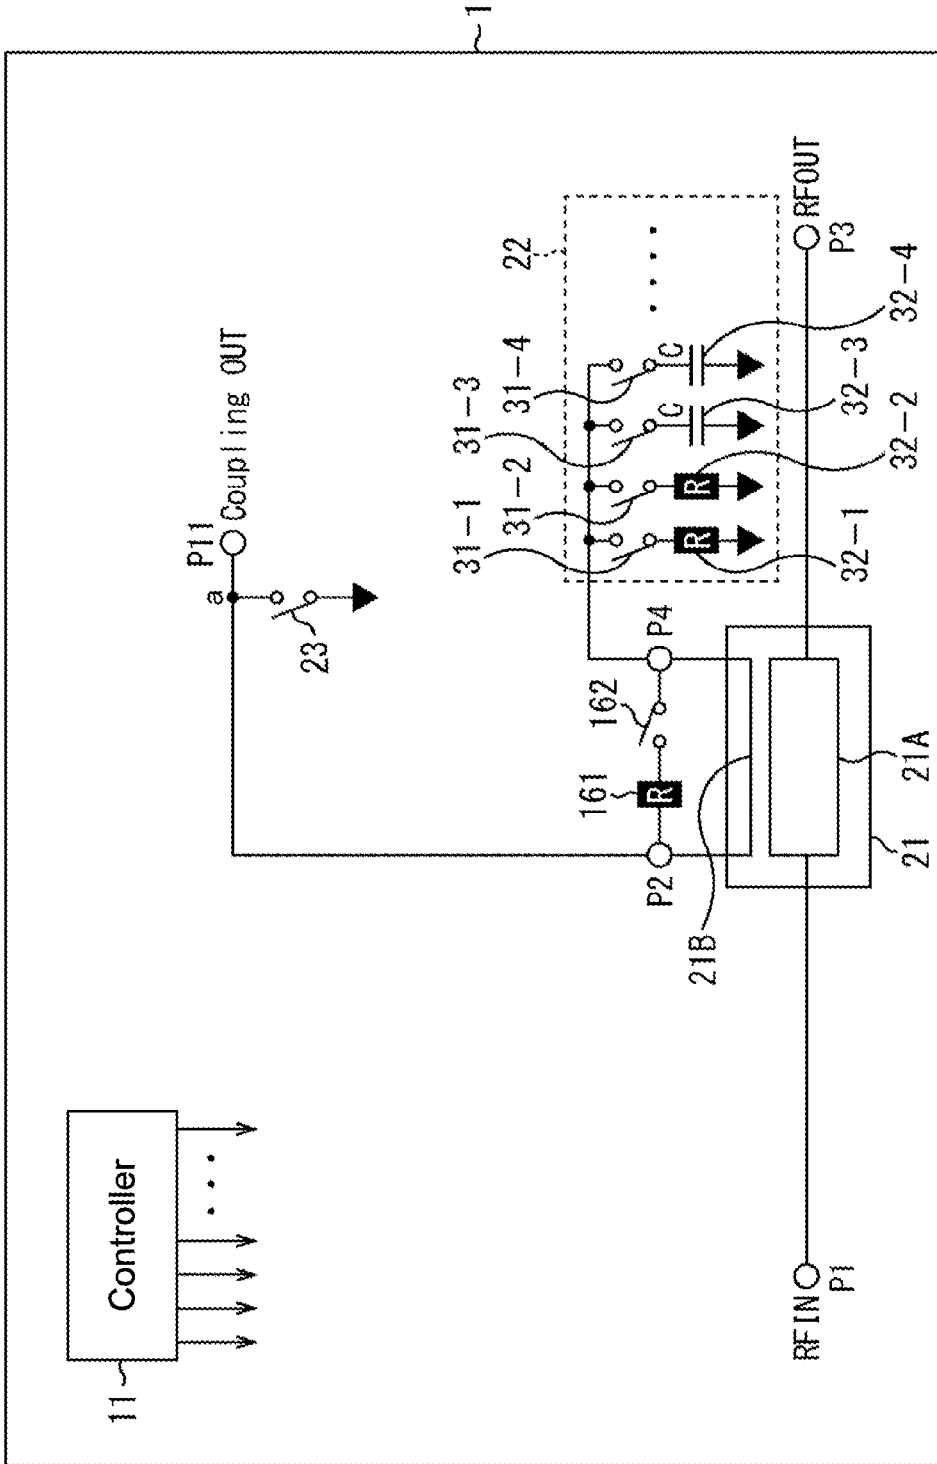 1
11
Controller
P11
Coupling OUT
a
23
22
31-1
31-2
31-3
31-4
R
R
C
C
32-1
32-2
32-3
32-4
P2
161
R
162
P4
21B
21A
21
RFIN
P1
RFOUT
P3